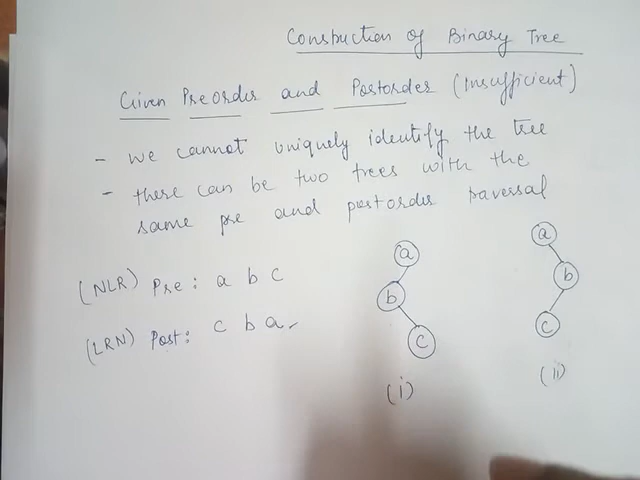 Construction of Binary Tree
Given Preorder and Postorder (Insufficient)
- We cannot uniquely identify the tree
- there can be two trees with the
same pre and postorder traversal
(NLR) Pre: a b c
(LRN) Post: c b a
a
b
c
(i)
a
b
c
(ii)